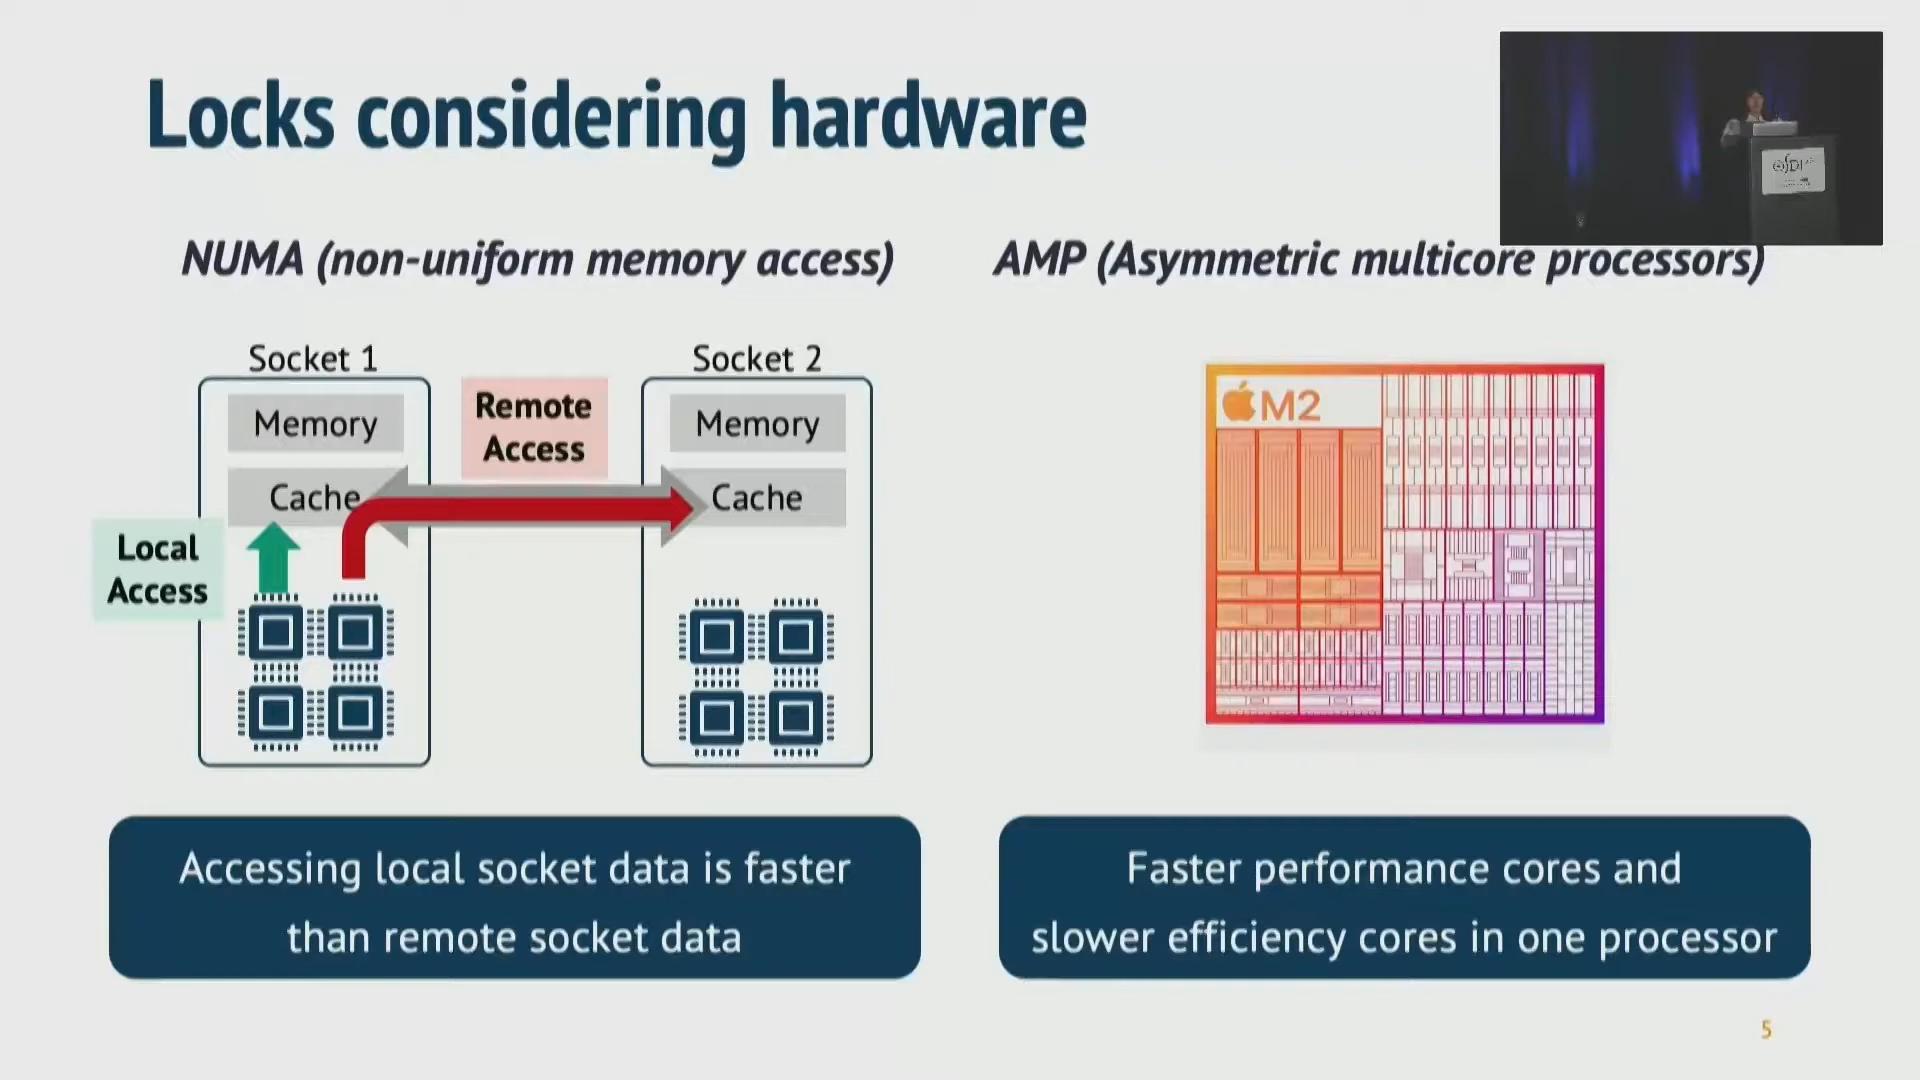 Locks considering hardware
NUMA (non-uniform memory access)
AMP (Asymmetric multicore processors)
Socket 1
Socket 2
Memory
Cache
Remote
Access
Memory
Cache
Local
Access
M2
Accessing local socket data is faster
than remote socket data
Faster performance cores and
slower efficiency cores in one processor
5